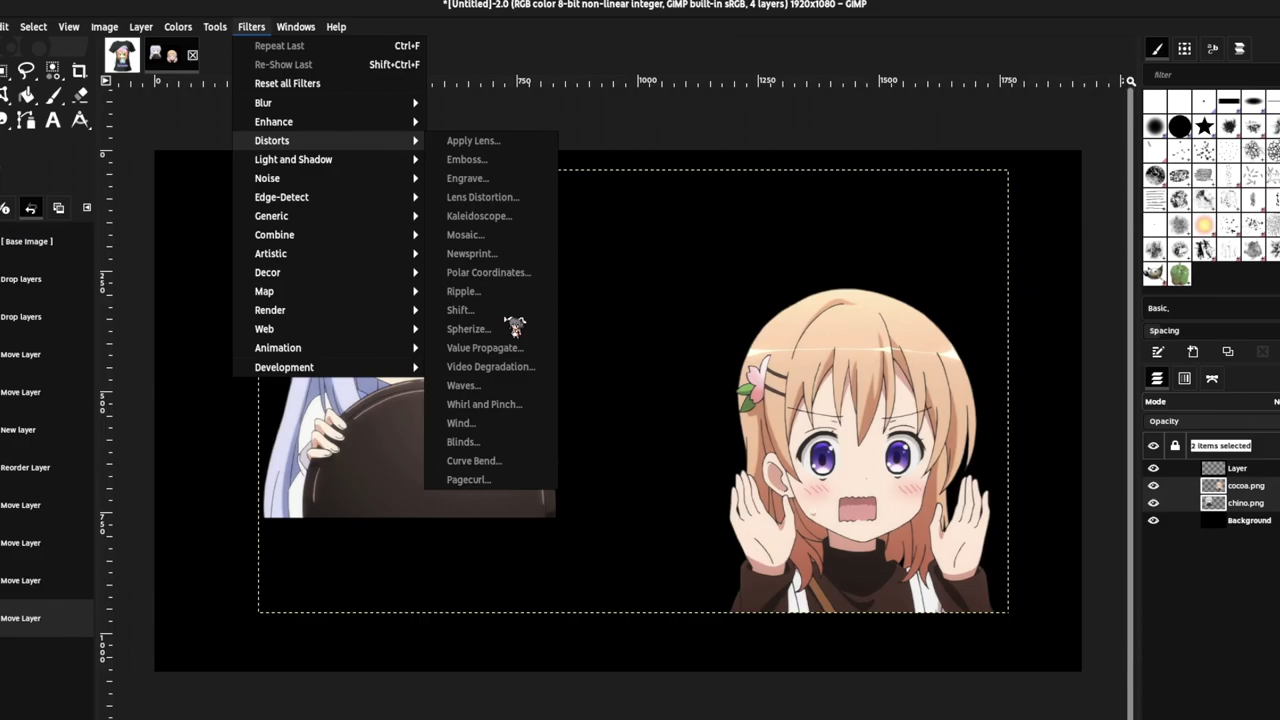 *[Untitled]-2.0 (RGB color 8-bit non-linear integer, GIMP built-in sRGB, 4 layers) 1920x1080 – GIMP
Select View Image Layer Colors Tools Filters Windows Help
Repeat Last Ctrl+F
Re-Show Last Shift+Ctrl+F
Reset all Filters
Blur
Enhance
Distorts
Light and Shadow
Noise
Edge-Detect
Generic
Combine
Artistic
Decor
Map
Render
Web
Animation
Development
Apply Lens...
Emboss...
Engrave...
Lens Distortion...
Kaleidoscope...
Mosaic...
Newsprint...
Polar Coordinates...
Ripple...
Shift...
Spherize...
Value Propagate...
Video Degradation...
Waves...
Whirl and Pinch...
Wind...
Blinds...
Curve Bend...
Pagecurl...
[ Base Image ]
Drop layers
Drop layers
Move Layer
Move Layer
New layer
Reorder Layer
Move Layer
Move Layer
Move Layer
Move Layer
0 750 1000 1250 1500 1750
0
250
500
750
1000
filter
Basic,
Spacing
Mode N
Opacity
2 items selected
Layer
cocoa.png
chino.png
Background